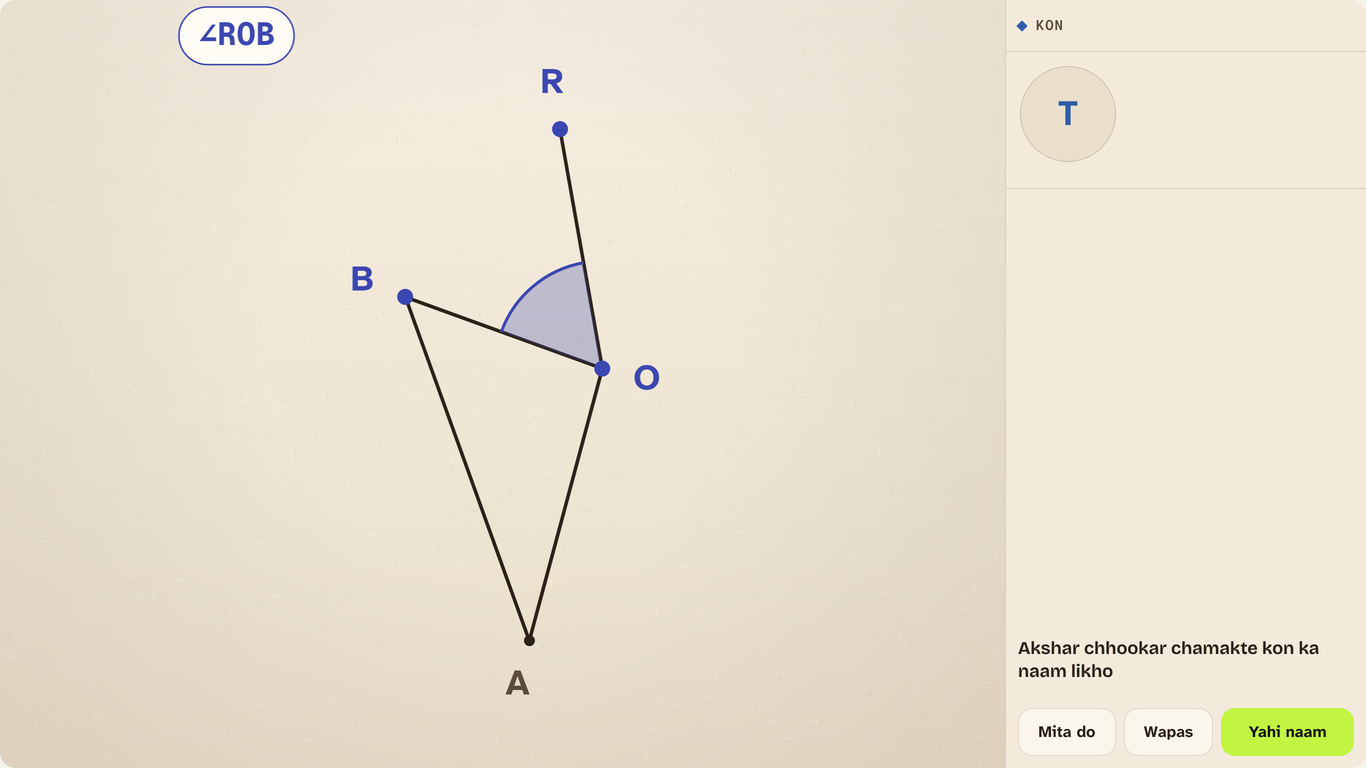 ∠ROB
R
B
O
A
KON
T
Akshar chhookar chamakte kon ka
naam likho
Mita do
Wapas
Yahi naam